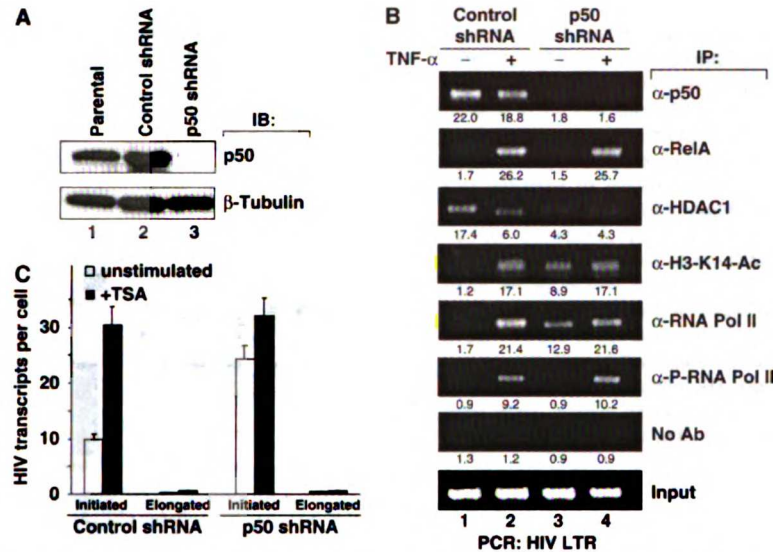 A
Parental
Control shRNA
p50 shRNA
IB:
p50
β-Tubulin
1 2 3
B
Control shRNA
p50 shRNA
TNF-α - + - +
IP:
α-p50
22.0 18.8 1.8 1.6
α-RelA
1.7 26.2 1.5 25.7
α-HDAC1
17.4 6.0 4.3 4.3
α-H3-K14-Ac
1.2 17.1 8.9 17.1
α-RNA Pol II
1.7 21.4 12.9 21.6
α-P-RNA Pol II
0.9 9.2 0.9 10.2
No Ab
1.3 1.2 0.9 0.9
Input
1 2 3 4
PCR: HIV LTR
C
unstimulated
+TSA
HIV transcripts per cell
30
20
10
0
Initiated Elongated Initiated Elongated
Control shRNA p50 shRNA